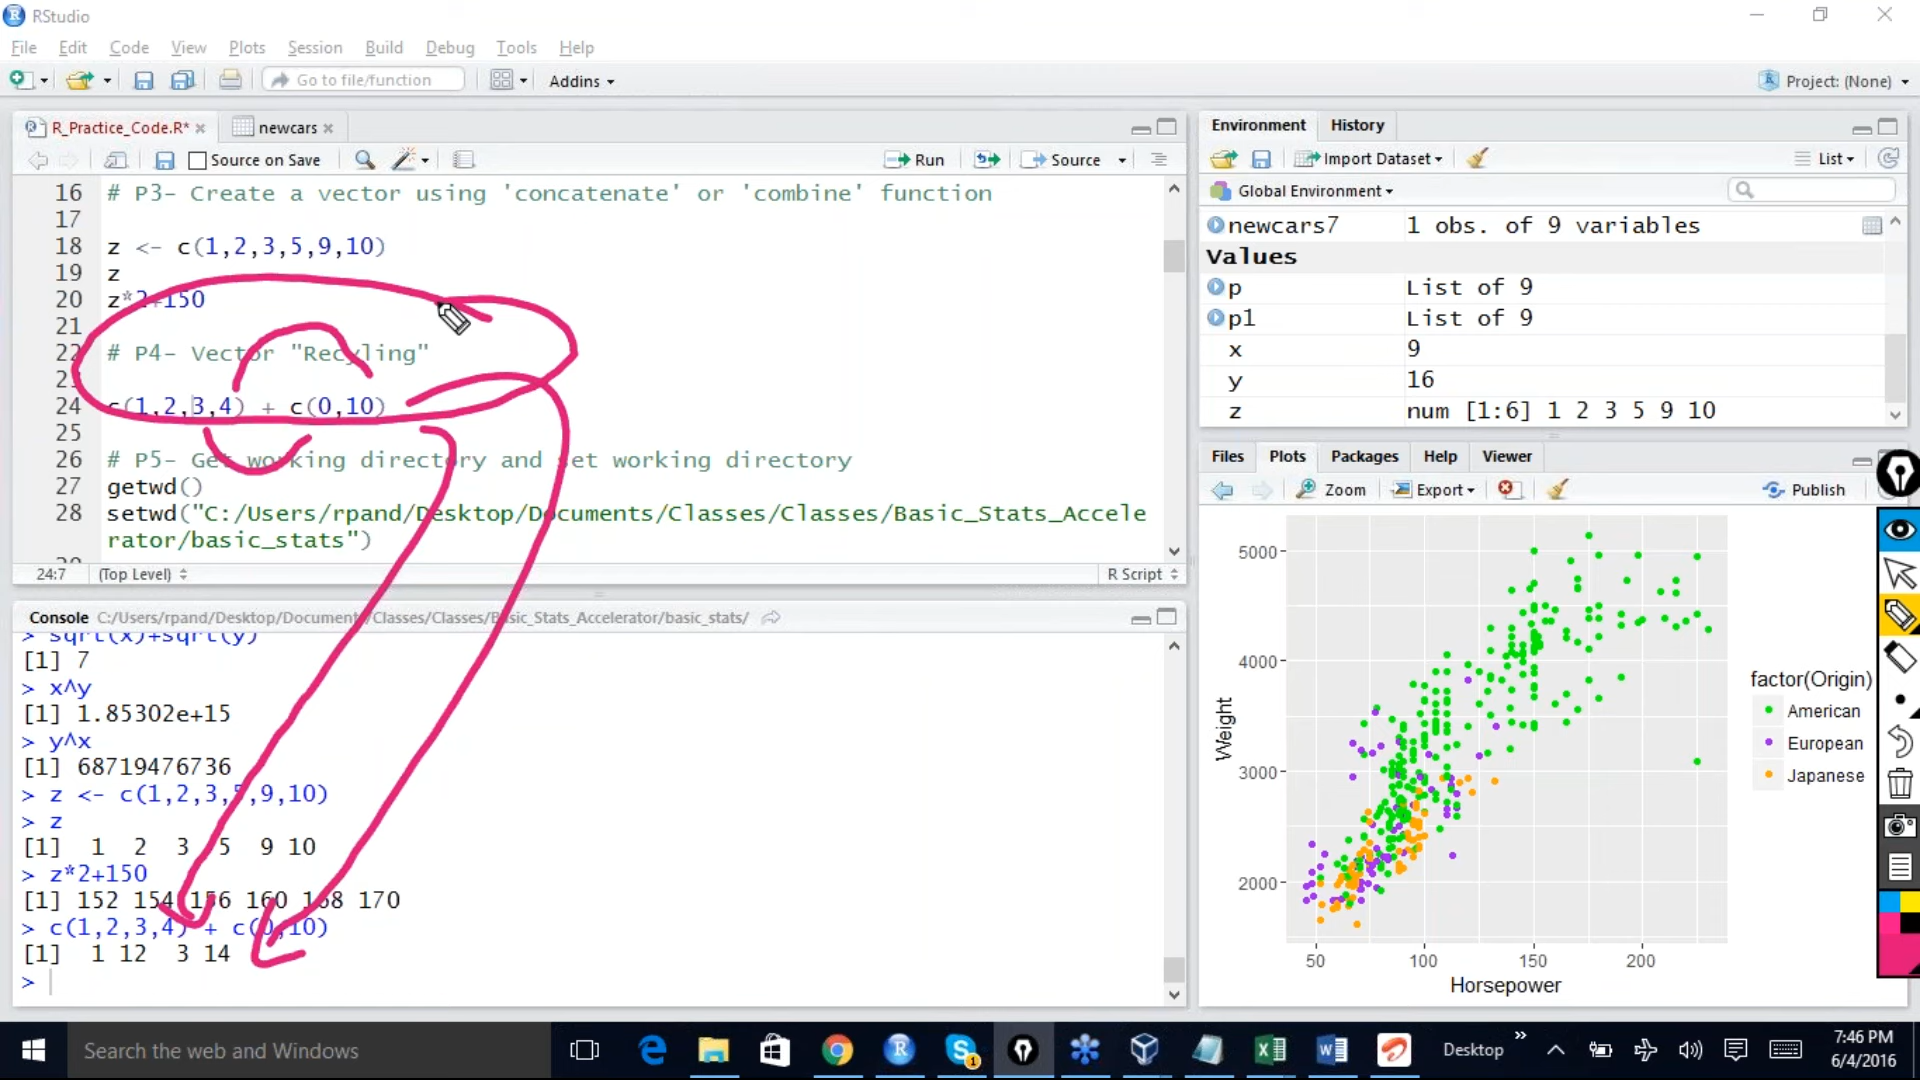 RStudio
File Edit Code View Plots Session Build Debug Tools Help
Go to file/function Addins Project: (None)
R_Practice_Code.R* newcars
Source on Save Run Source
16 # P3- Create a vector using 'concatenate' or 'combine' function
17
18 z <- c(1,2,3,5,9,10)
19 z
20 z*2+150
21
22 # P4- Vector "Recyling"
23
24 c(1,2,3,4) + c(0,10)
25
26 # P5- Get working directory and set working directory
27 getwd()
28 setwd("C:/Users/rpand/Desktop/Documents/Classes/Classes/Basic_Stats_Accele
rator/basic_stats")
24:7 (Top Level) R Script
Console C:/Users/rpand/Desktop/Documents/Classes/Classes/Basic_Stats_Accelerator/basic_stats/
> sqrt(x)+sqrt(y)
[1] 7
> x^y
[1] 1.85302e+15
> y^x
[1] 68719476736
> z <- c(1,2,3,5,9,10)
> z
[1] 1 2 3 5 9 10
> z*2+150
[1] 152 154 156 160 168 170
> c(1,2,3,4) + c(0,10)
[1] 1 12 3 14
>
Environment History
Import Dataset List
Global Environment
newcars7 1 obs. of 9 variables
Values
p List of 9
p1 List of 9
x 9
y 16
z num [1:6] 1 2 3 5 9 10
Files Plots Packages Help Viewer
Zoom Export Publish
5000
4000
3000
2000
Weight
50 100 150 200
Horsepower
factor(Origin)
American
European
Japanese
Search the web and Windows
Desktop
7:46 PM
6/4/2016